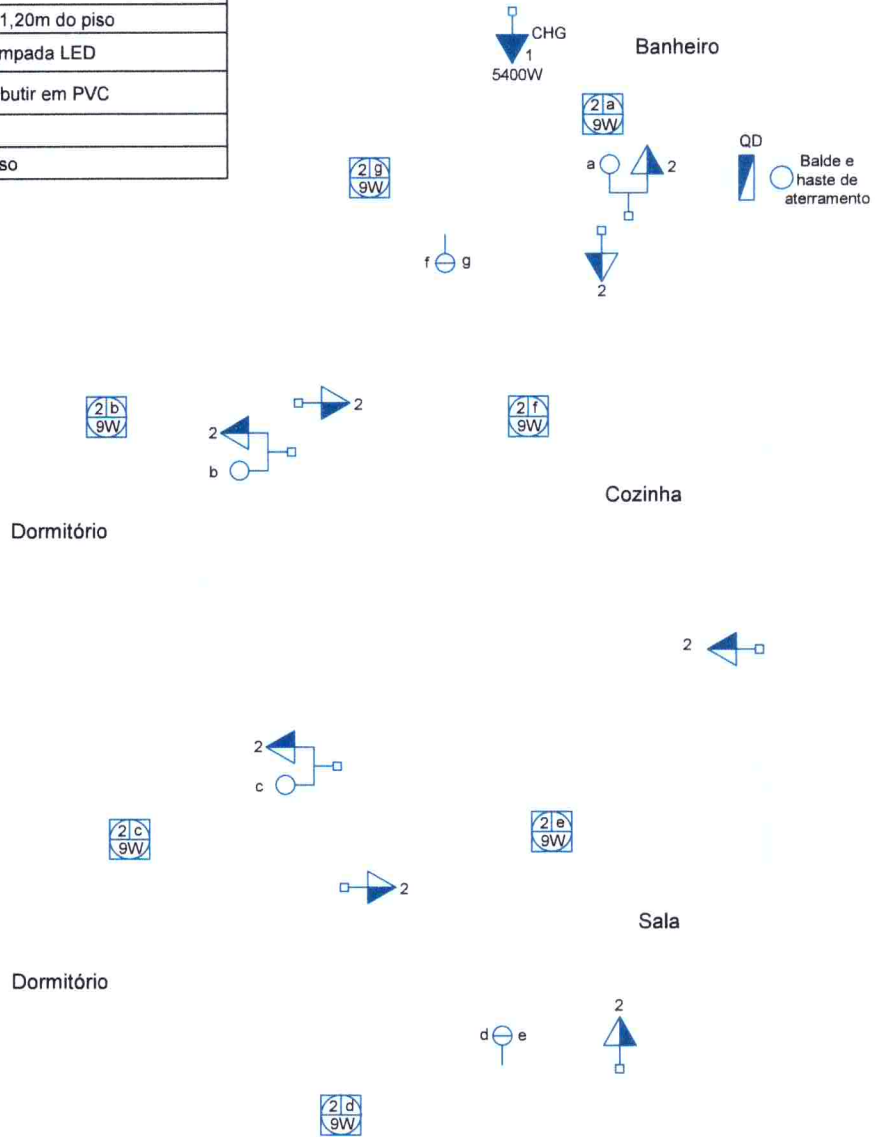 1,20m do piso
mpada LED
butir em PVC
so
CHG
1
5400W
Banheiro
2 a
9W
2 g
9W
a 2
QD
Balde e
haste de
aterramento
f g
2
2 b
9W
2
2
b
2 f
9W
Cozinha
Dormitório
2
2
c
2 c
9W
2 e
9W
2
Sala
Dormitório
2
d e
2 d
9W